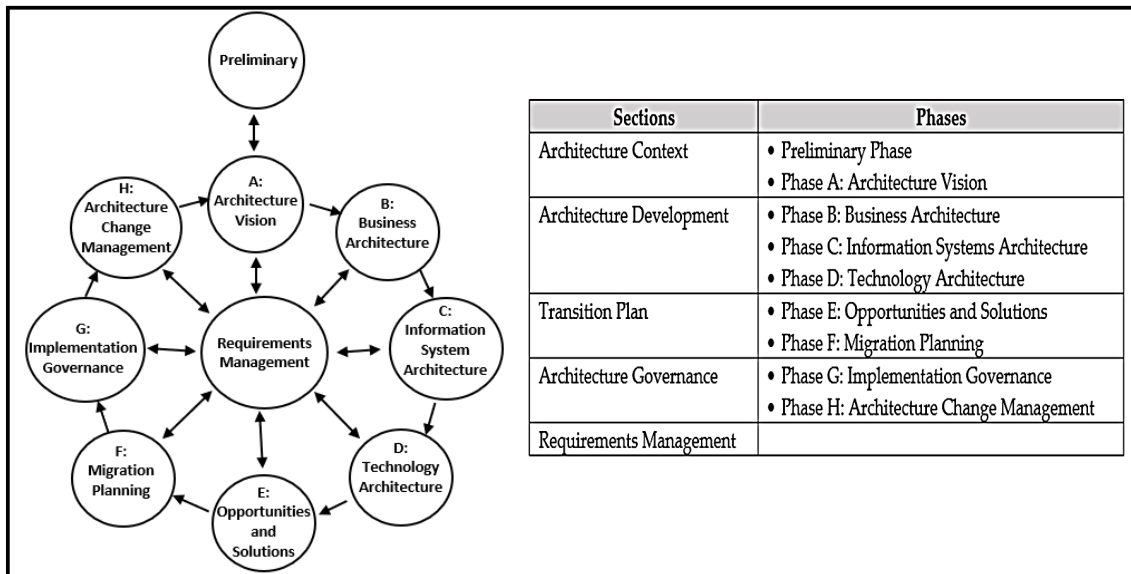 Preliminary
A:
Architecture
Vision
B:
Business
Architecture
C:
Information
System
Architecture
D:
Technology
Architecture
E:
Opportunities
and
Solutions
F:
Migration
Planning
G:
Implementation
Governance
H:
Architecture
Change
Management
Requirements
Management
Sections Phases
Architecture Context • Preliminary Phase
• Phase A: Architecture Vision
Architecture Development • Phase B: Business Architecture
• Phase C: Information Systems Architecture
• Phase D: Technology Architecture
Transition Plan • Phase E: Opportunities and Solutions
• Phase F: Migration Planning
Architecture Governance • Phase G: Implementation Governance
• Phase H: Architecture Change Management
Requirements Management